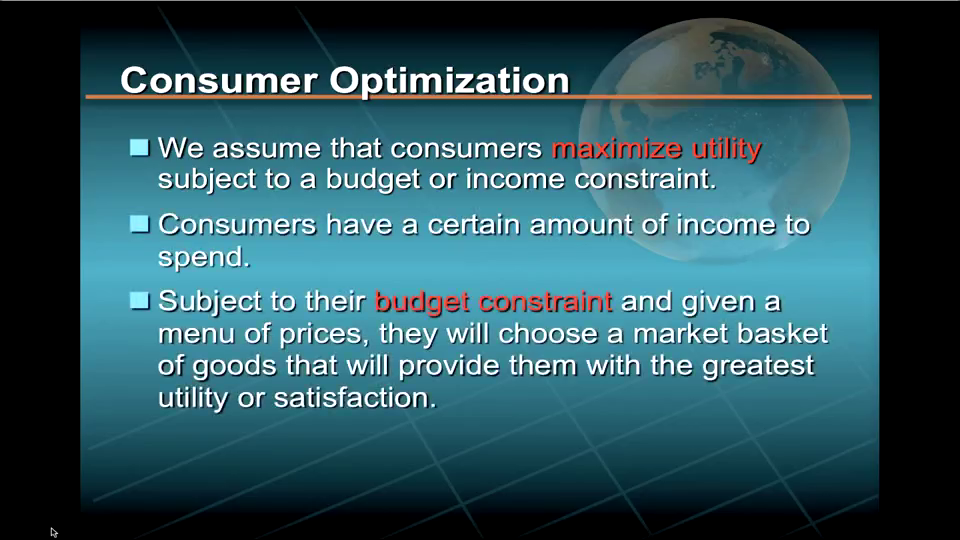 Consumer Optimization
We assume that consumers maximize utility
subject to a budget or income constraint.
Consumers have a certain amount of income to
spend.
Subject to their budget constraint and given a
menu of prices, they will choose a market basket
of goods that will provide them with the greatest
utility or satisfaction.